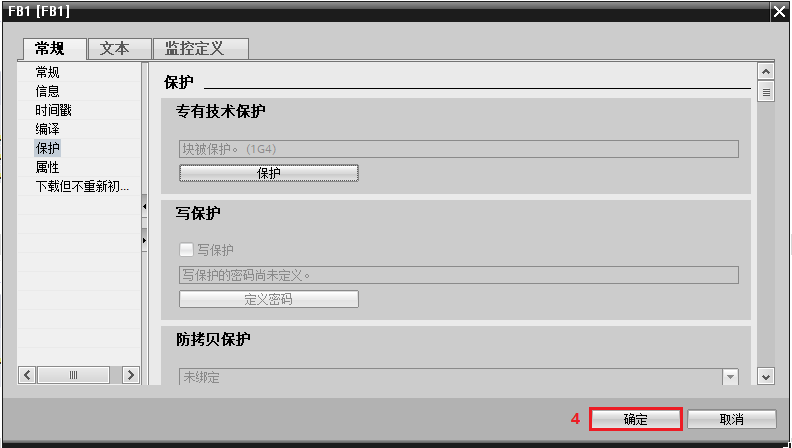 FB1 [FB1]
常规
文本
监控定义
常规
信息
时间戳
编译
保护
属性
下载但不重新初...
保护
专有技术保护
块被保护。 (1G4)
保护
写保护
写保护
写保护的密码尚未定义。
定义密码
防拷贝保护
未绑定
4
确定
取消